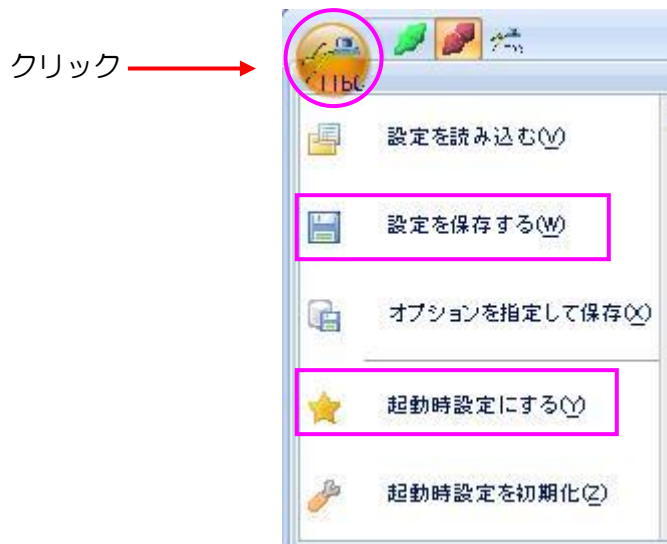 クリック
設定を読み込む(V)
設定を保存する(W)
オプションを指定して保存(X)
起動時設定にする(Y)
起動時設定を初期化(Z)